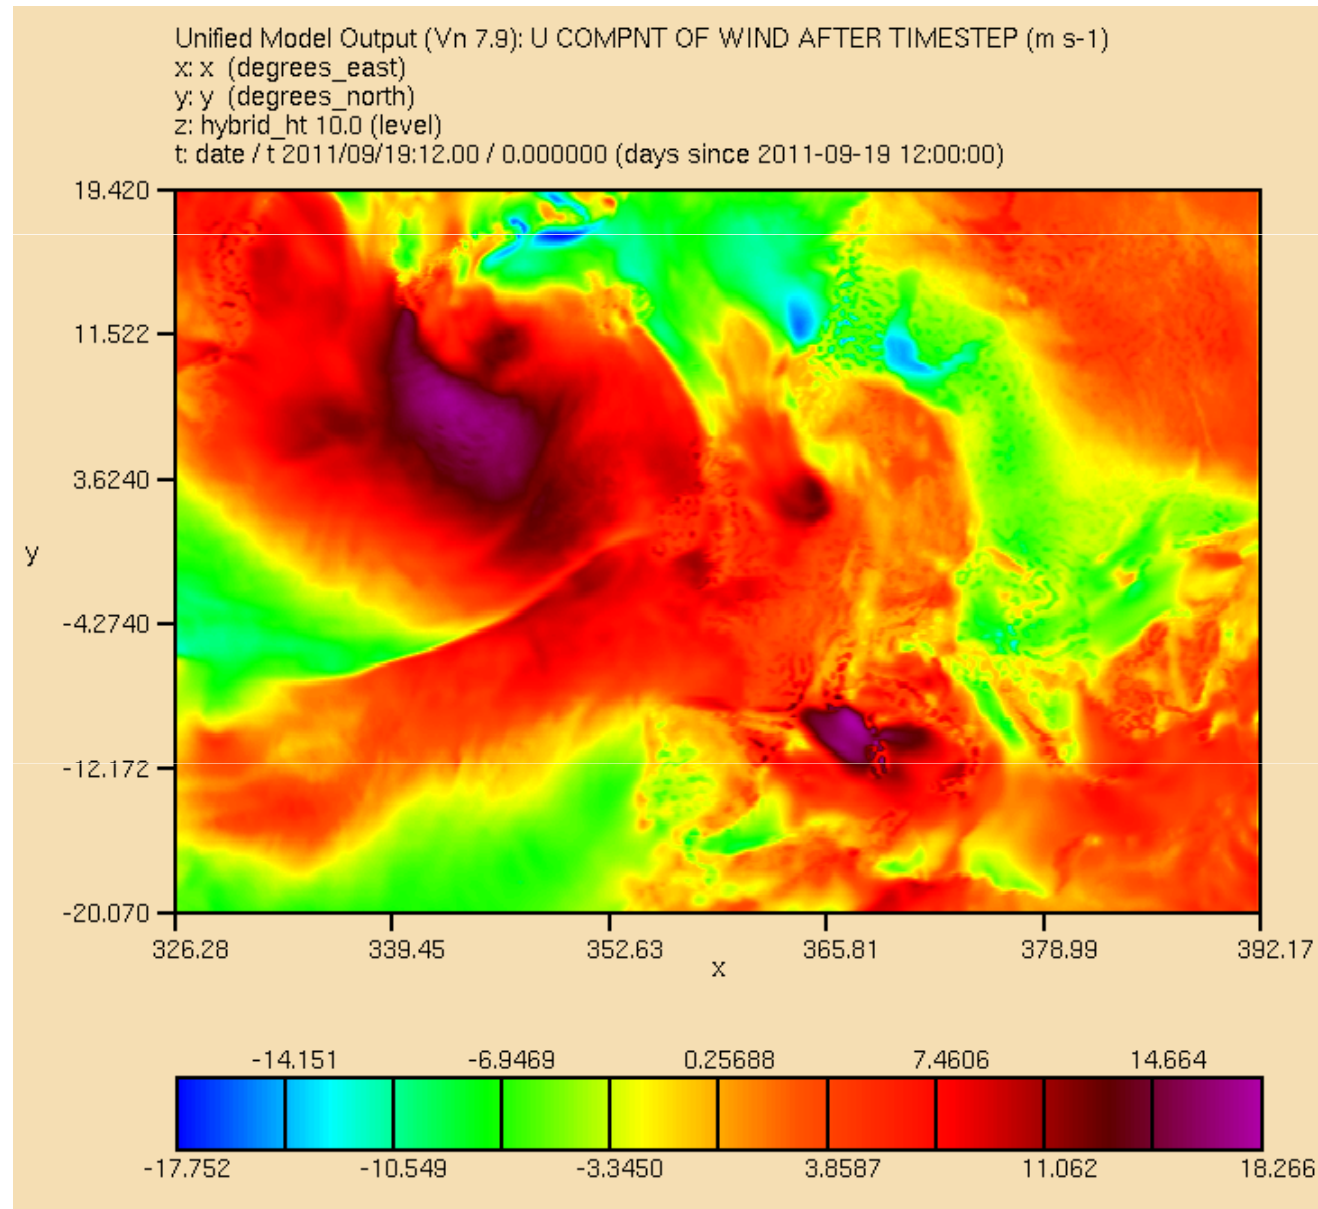 Unified Model Output (Vn 7.9): U COMPNT OF WIND AFTER TIMESTEP (m s-1)
x: x (degrees_east)
y: y (degrees_north)
z: hybrid_ht 10.0 (level)
t: date / t 2011/09/19:12.00 / 0.000000 (days since 2011-09-19 12:00:00)
19.420
11.522
3.6240
y
-4.2740
-12.172
-20.070
326.28 339.45 352.63 365.81 378.99 392.17
x
-14.151 -6.9469 0.25688 7.4606 14.664
-17.752 -10.549 -3.3450 3.8587 11.062 18.266